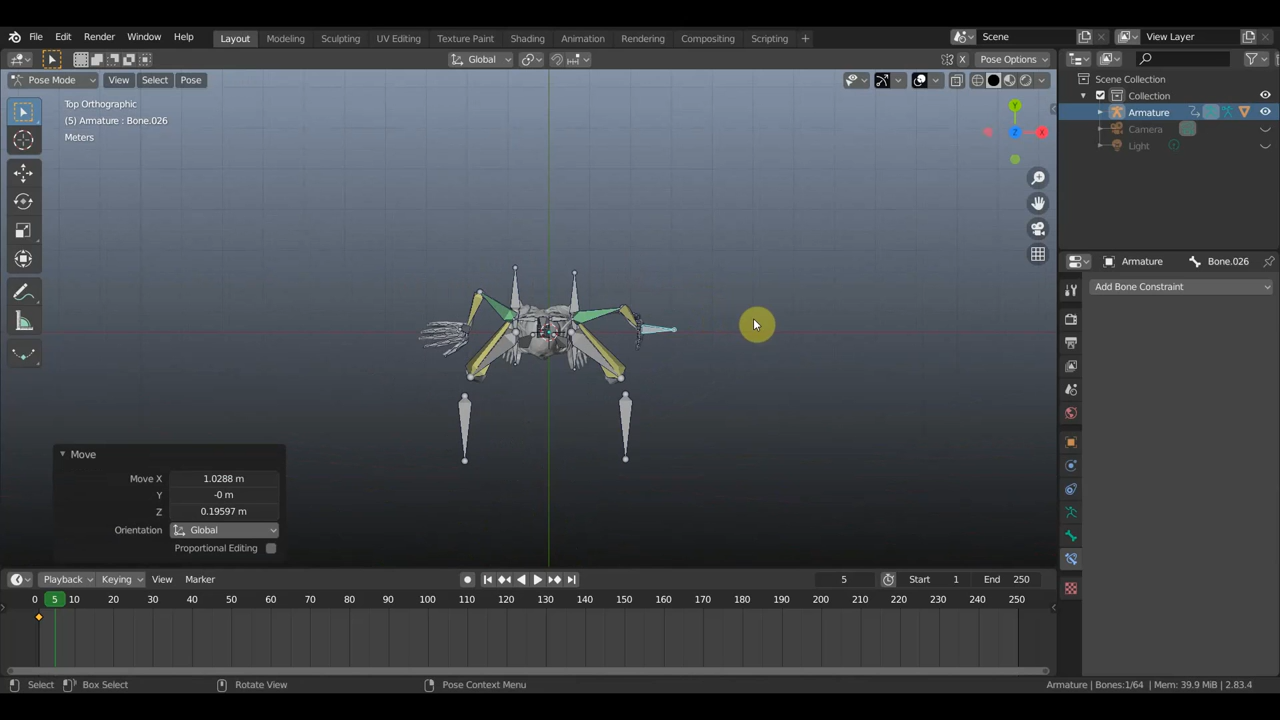 File Edit Render Window Help Layout Modeling Sculpting UV Editing Texture Paint Shading Animation Rendering Compositing Scripting + Scene View Layer
Global X Pose Options
Pose Mode View Select Pose
Scene Collection
Collection
Armature
Camera
Light
Top Orthographic
(5) Armature : Bone.026
Meters
Y
Z
X
Armature Bone.026
Add Bone Constraint
Move
Move X 1.0288 m
Y -0 m
Z 0.19597 m
Orientation Global
Proportional Editing
Playback Keying View Marker 5 Start 1 End 250
0 5 10 20 30 40 50 60 70 80 90 100 110 120 130 140 150 160 170 180 190 200 210 220 230 240 250
Select Box Select Rotate View Pose Context Menu Armature | Bones:1/64 | Mem: 39.9 MiB | 2.83.4